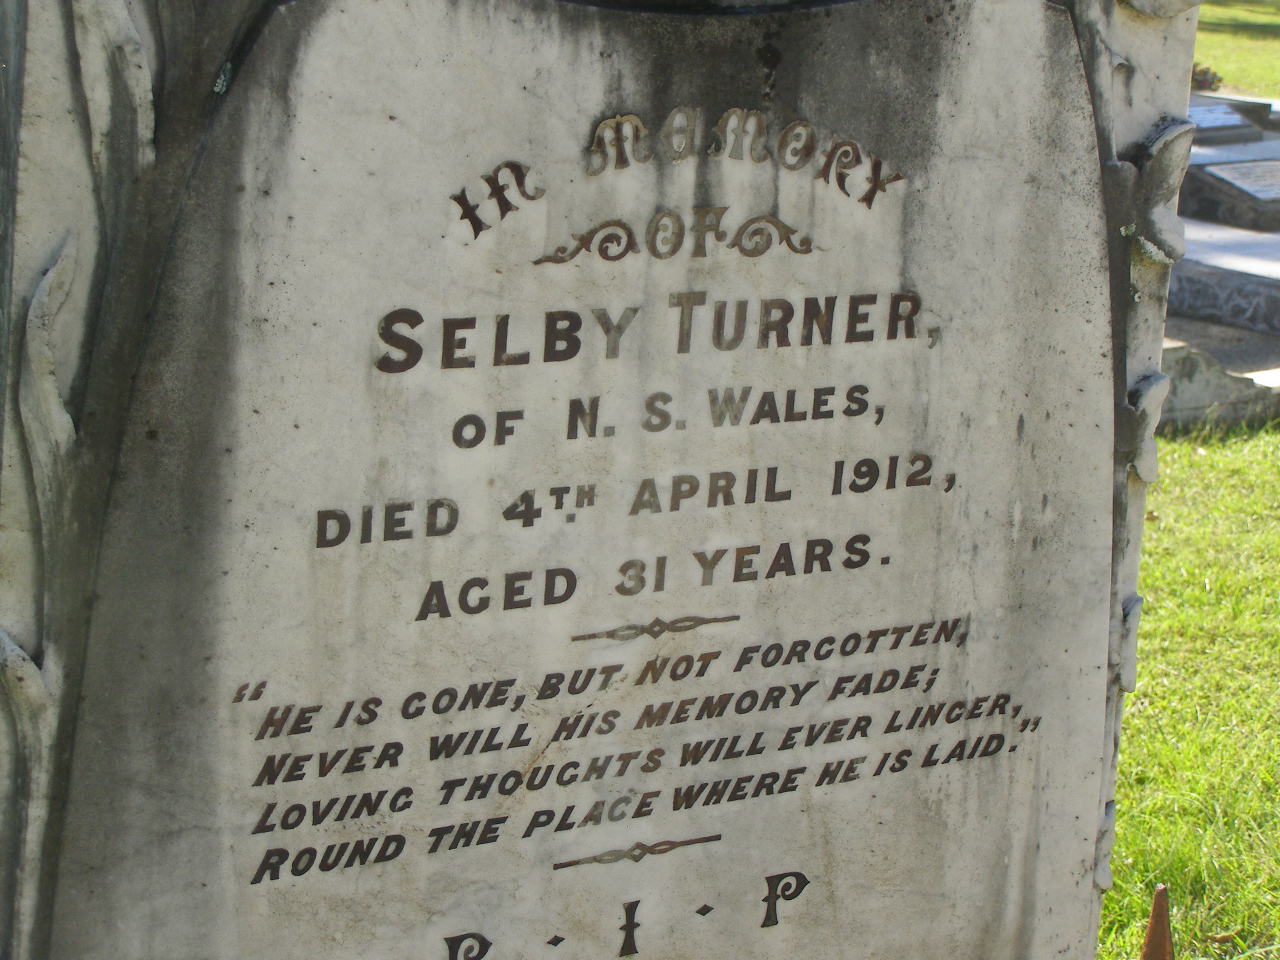 IN MEMORY
OF
SELBY TURNER,
OF N. S. WALES,
DIED 4TH APRIL 1912,
AGED 31 YEARS.
"HE IS GONE, BUT NOT FORGOTTEN,
NEVER WILL HIS MEMORY FADE;
LOVING THOUGHTS WILL EVER LINGER,
ROUND THE PLACE WHERE HE IS LAID."
R · I · P